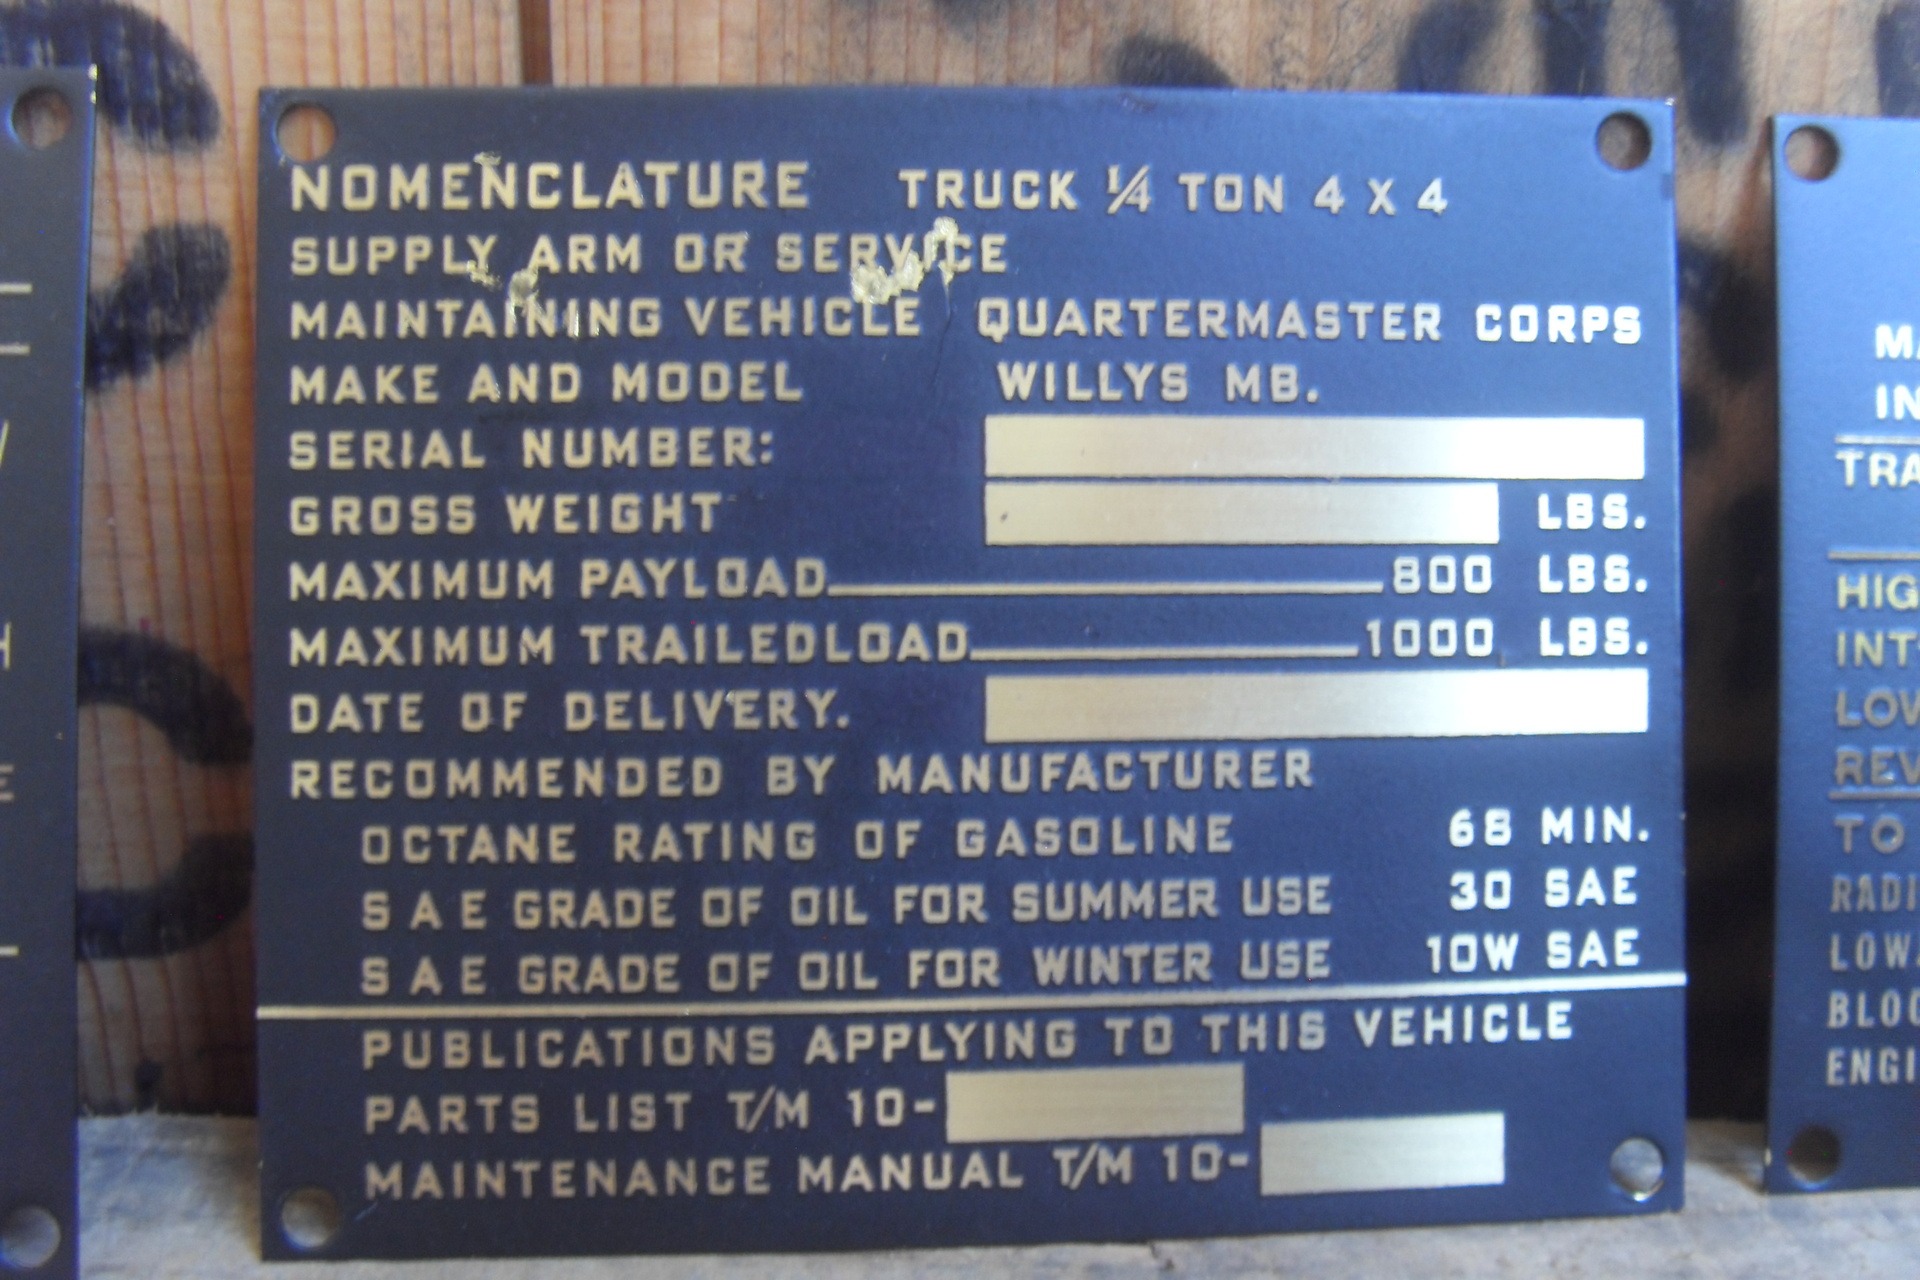 NOMENCLATURE TRUCK ¼ TON 4 X 4
SUPPLY ARM OR SERVICE
MAINTAINING VEHICLE QUARTERMASTER CORPS
MAKE AND MODEL WILLYS MB.
SERIAL NUMBER:
GROSS WEIGHT LBS.
MAXIMUM PAYLOAD 800 LBS.
MAXIMUM TRAILEDLOAD 1000 LBS.
DATE OF DELIVERY.
RECOMMENDED BY MANUFACTURER
OCTANE RATING OF GASOLINE 68 MIN.
S A E GRADE OF OIL FOR SUMMER USE 30 SAE
S A E GRADE OF OIL FOR WINTER USE 10W SAE
PUBLICATIONS APPLYING TO THIS VEHICLE
PARTS LIST T/M 10-
MAINTENANCE MANUAL T/M 10-
TO